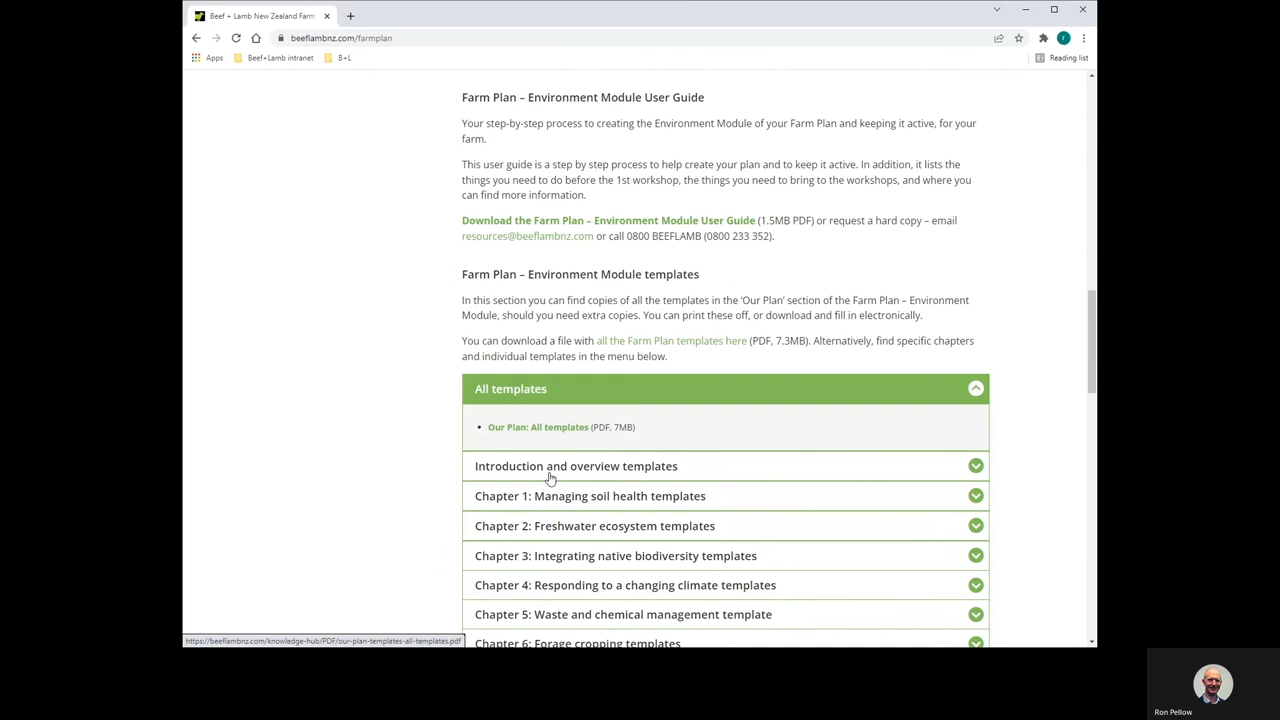 Beef + Lamb New Zealand Farm
beeflambnz.com/farmplan
Apps Beef+Lamb intranet B+L Reading list
Farm Plan – Environment Module User Guide
Your step-by-step process to creating the Environment Module of your Farm Plan and keeping it active, for your
farm.
This user guide is a step by step process to help create your plan and to keep it active. In addition, it lists the
things you need to do before the 1st workshop, the things you need to bring to the workshops, and where you
can find more information.
Download the Farm Plan – Environment Module User Guide (1.5MB PDF) or request a hard copy – email
resources@beeflambnz.com or call 0800 BEEFLAMB (0800 233 352).
Farm Plan – Environment Module templates
In this section you can find copies of all the templates in the ‘Our Plan’ section of the Farm Plan – Environment
Module, should you need extra copies. You can print these off, or download and fill in electronically.
You can download a file with all the Farm Plan templates here (PDF, 7.3MB). Alternatively, find specific chapters
and individual templates in the menu below.
All templates
• Our Plan: All templates (PDF, 7MB)
Introduction and overview templates
Chapter 1: Managing soil health templates
Chapter 2: Freshwater ecosystem templates
Chapter 3: Integrating native biodiversity templates
Chapter 4: Responding to a changing climate templates
Chapter 5: Waste and chemical management template
Chapter 6: Forage cropping templates
https://beeflambnz.com/knowledge-hub/PDF/our-plan-templates-all-templates.pdf
Ron Pellow